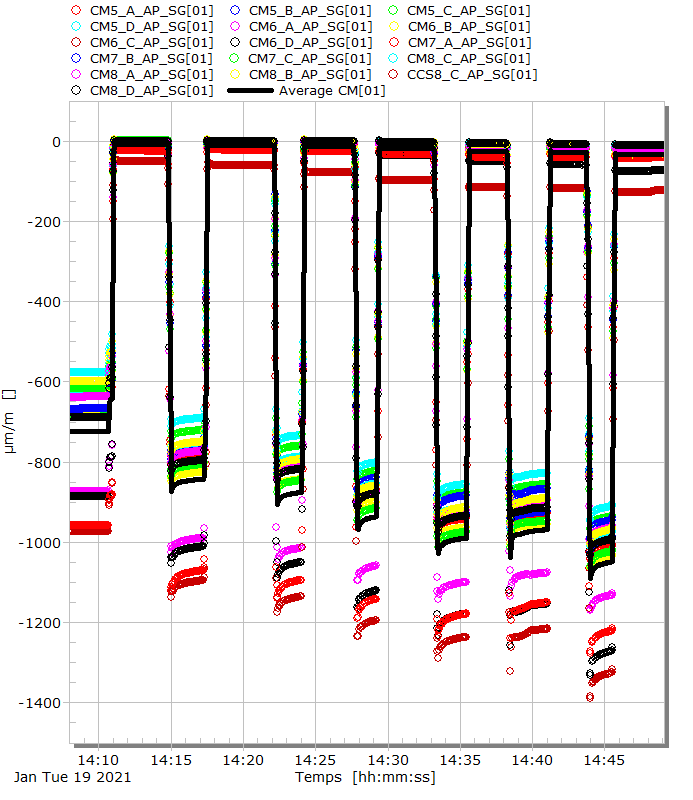 CM5_A_AP_SG[01] CM5_B_AP_SG[01] CM5_C_AP_SG[01]
CM5_D_AP_SG[01] CM6_A_AP_SG[01] CM6_B_AP_SG[01]
CM6_C_AP_SG[01] CM6_D_AP_SG[01] CM7_A_AP_SG[01]
CM7_B_AP_SG[01] CM7_C_AP_SG[01] CM8_C_AP_SG[01]
CM8_A_AP_SG[01] CM8_B_AP_SG[01] CCS8_C_AP_SG[01]
CM8_D_AP_SG[01] Average CM[01]
0
-200
-400
-600
-800
-1000
-1200
-1400
µm/m []
14:10 14:15 14:20 14:25 14:30 14:35 14:40 14:45
Jan Tue 19 2021 Temps [hh:mm:ss]